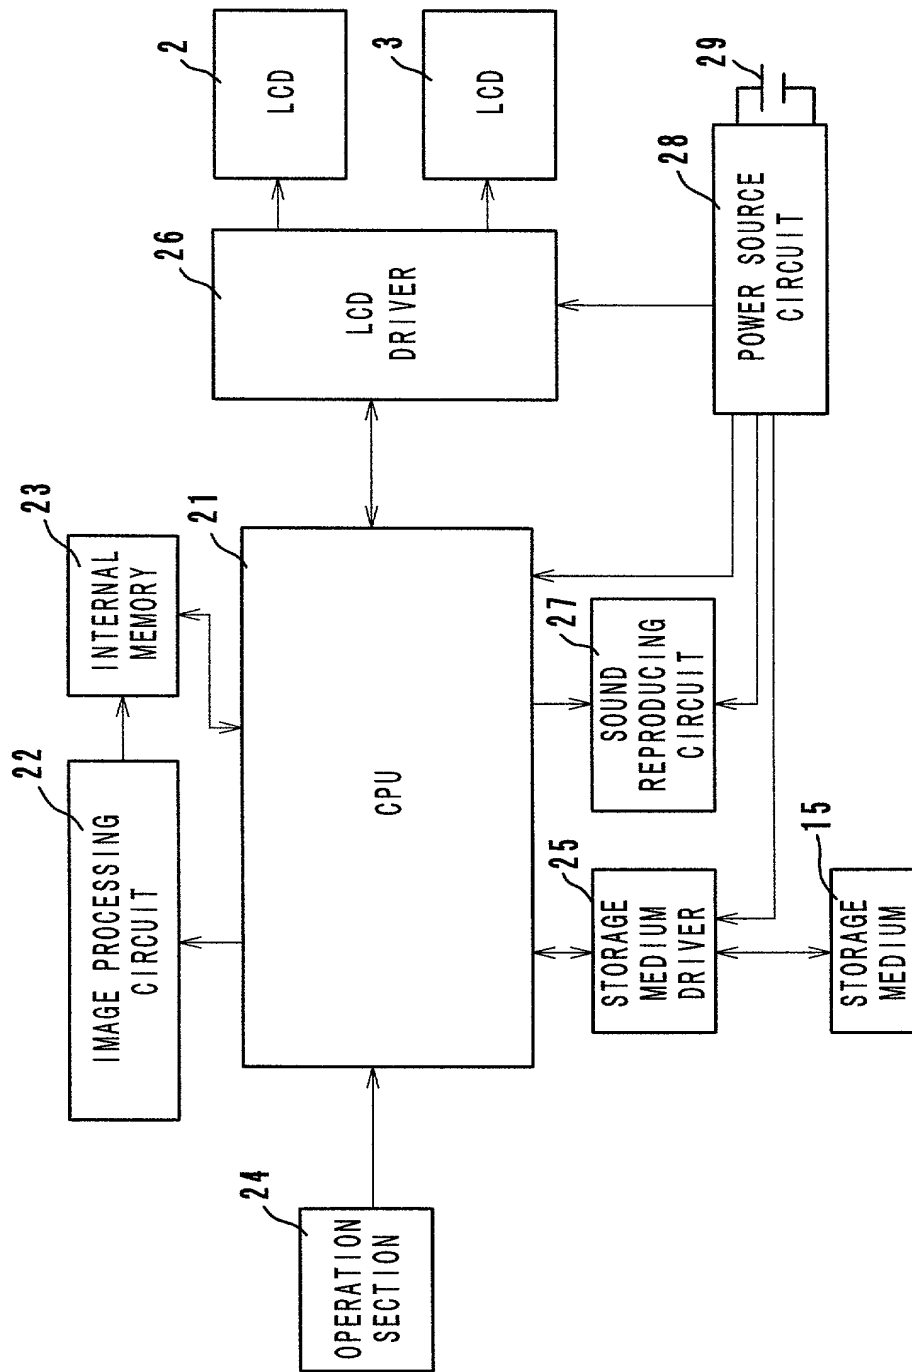 22
IMAGE PROCESSING
CIRCUIT
23
INTERNAL
MEMORY
24
OPERATION
SECTION
21
CPU
26
LCD
DRIVER
2
LCD
3
LCD
25
STORAGE
MEDIUM
DRIVER
27
SOUND
REPRODUCING
CIRCUIT
15
STORAGE
MEDIUM
28
POWER SOURCE
CIRCUIT
29